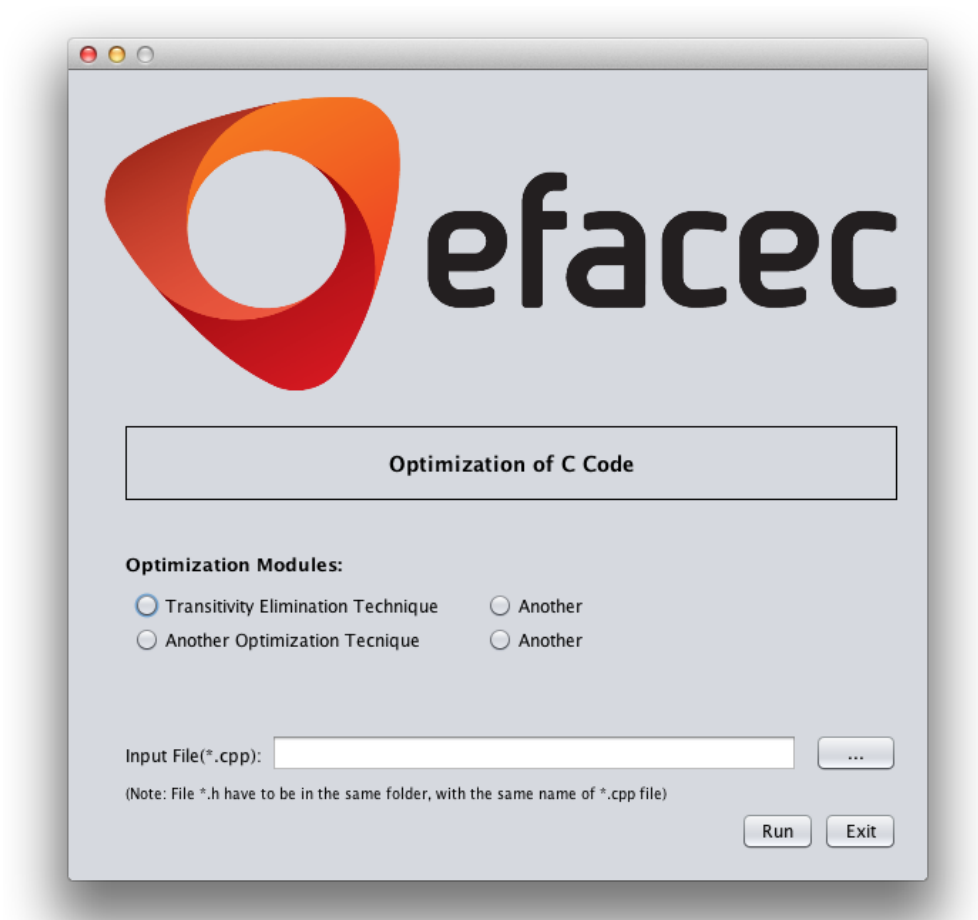 efacec
Optimization of C Code
Optimization Modules:
Transitivity Elimination Technique Another
Another Optimization Tecnique Another
Input File(*.cpp): ...
(Note: File *.h have to be in the same folder, with the same name of *.cpp file)
Run Exit